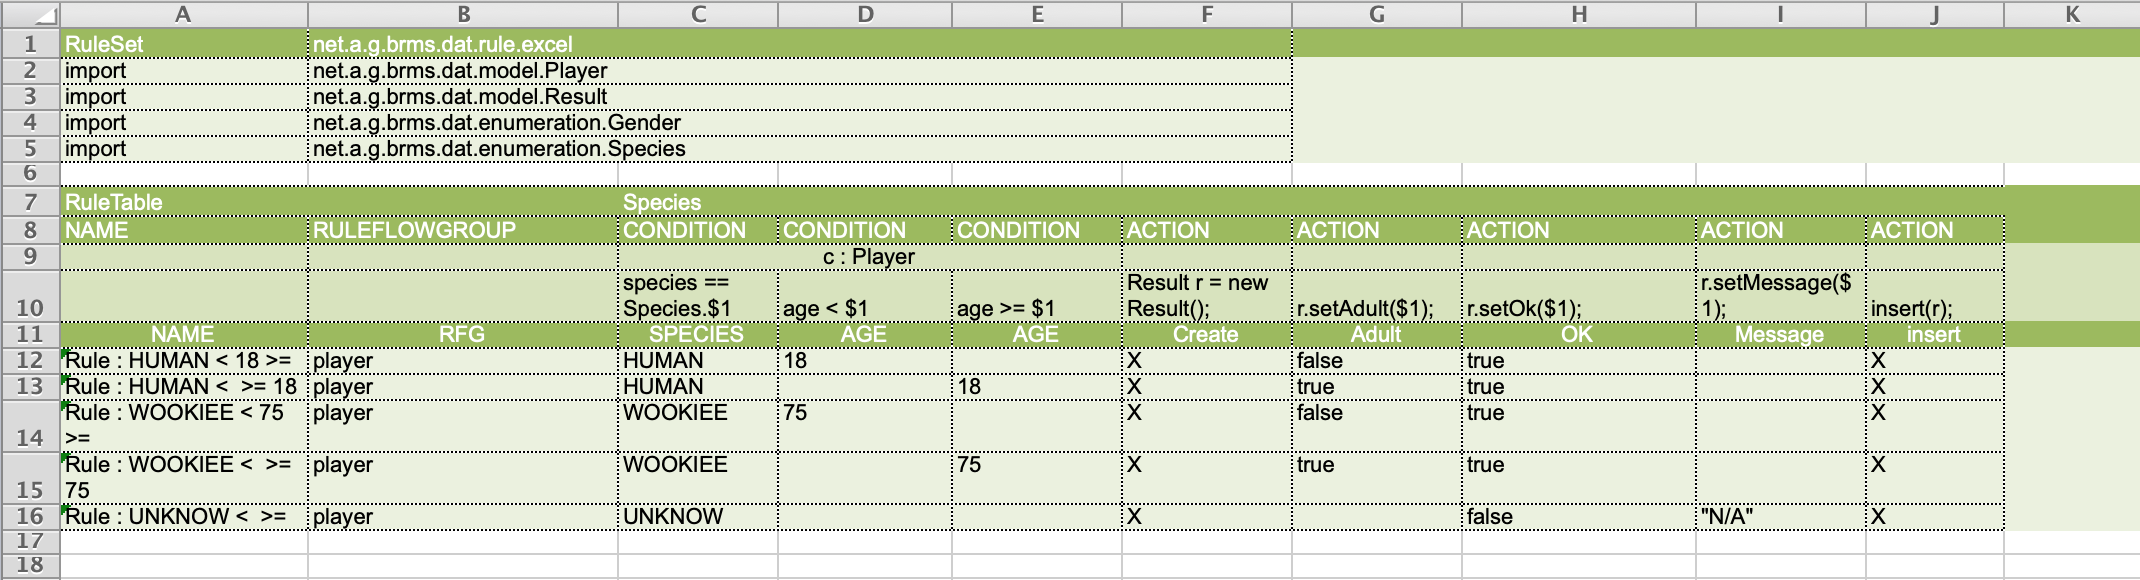 A B C D E F G H I J K
1 RuleSet net.a.g.brms.dat.rule.excel
2 import net.a.g.brms.dat.model.Player
3 import net.a.g.brms.dat.model.Result
4 import net.a.g.brms.dat.enumeration.Gender
5 import net.a.g.brms.dat.enumeration.Species
6
7 RuleTable Species
8 NAME RULEFLOWGROUP CONDITION CONDITION CONDITION ACTION ACTION ACTION ACTION ACTION
9 c : Player
species == Result r = new r.setMessage($
10 Species.$1 age < $1 age >= $1 Result(); r.setAdult($1); r.setOk($1); 1); insert(r);
11 NAME RFG SPECIES AGE AGE Create Adult OK Message insert
12 Rule : HUMAN < 18 >= player HUMAN 18 X false true X
13 Rule : HUMAN <  >= 18 player HUMAN 18 X true true X
Rule : WOOKIEE < 75 player WOOKIEE 75 X false true X
14 >=
Rule : WOOKIEE <  >= player WOOKIEE 75 X true true X
15 75
16 Rule : UNKNOW <  >= player UNKNOW X false "N/A" X
17
18